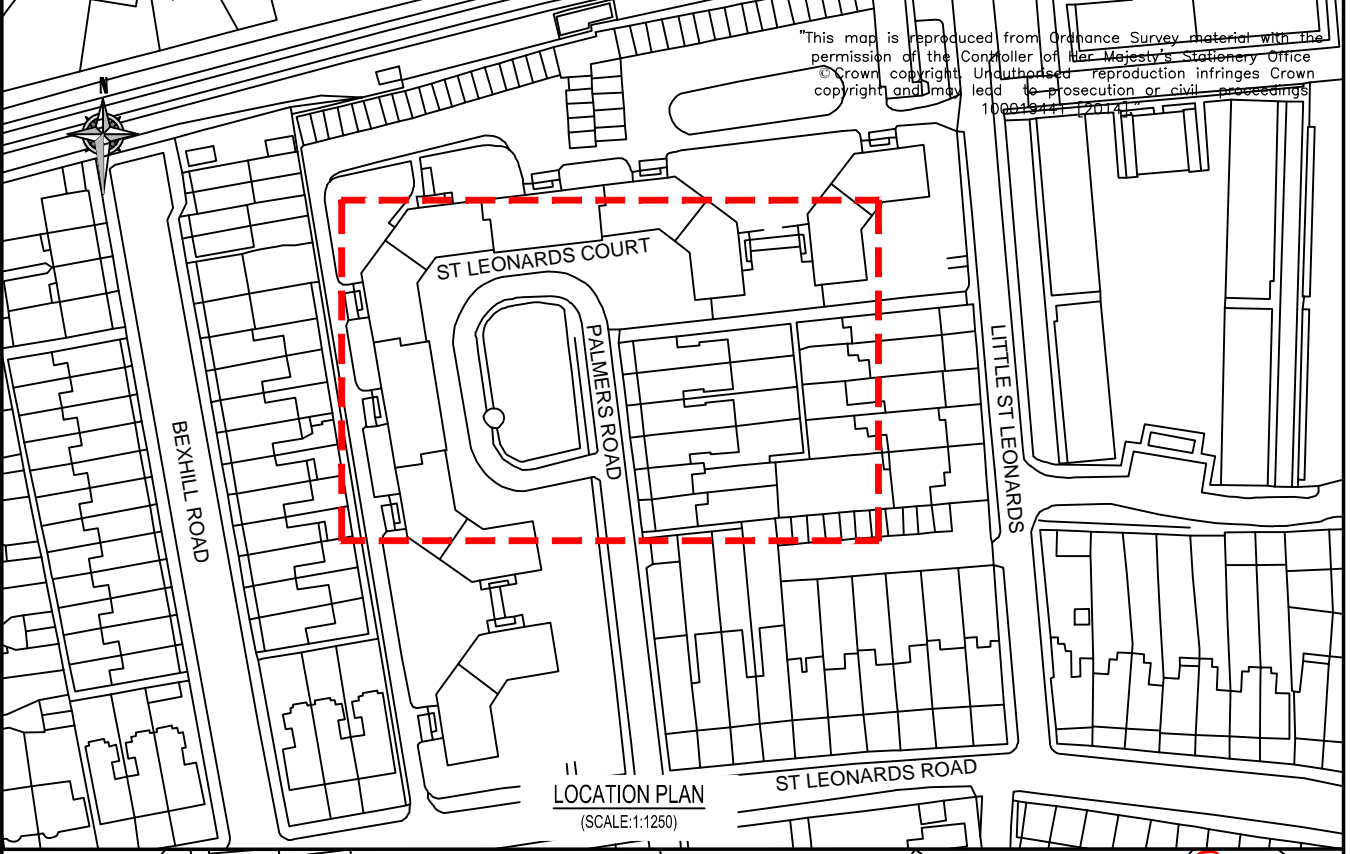 "This map is reproduced from Ordnance Survey material with the
permission of the Controller of Her Majesty's Stationery Office
© Crown copyright. Unauthorised reproduction infringes Crown
copyright and may lead to prosecution or civil proceedings
100019441 [2014]."
N
ST LEONARDS COURT
PALMERS ROAD
LITTLE ST LEONARDS
BEXHILL ROAD
ST LEONARDS ROAD
LOCATION PLAN
(SCALE:1:1250)